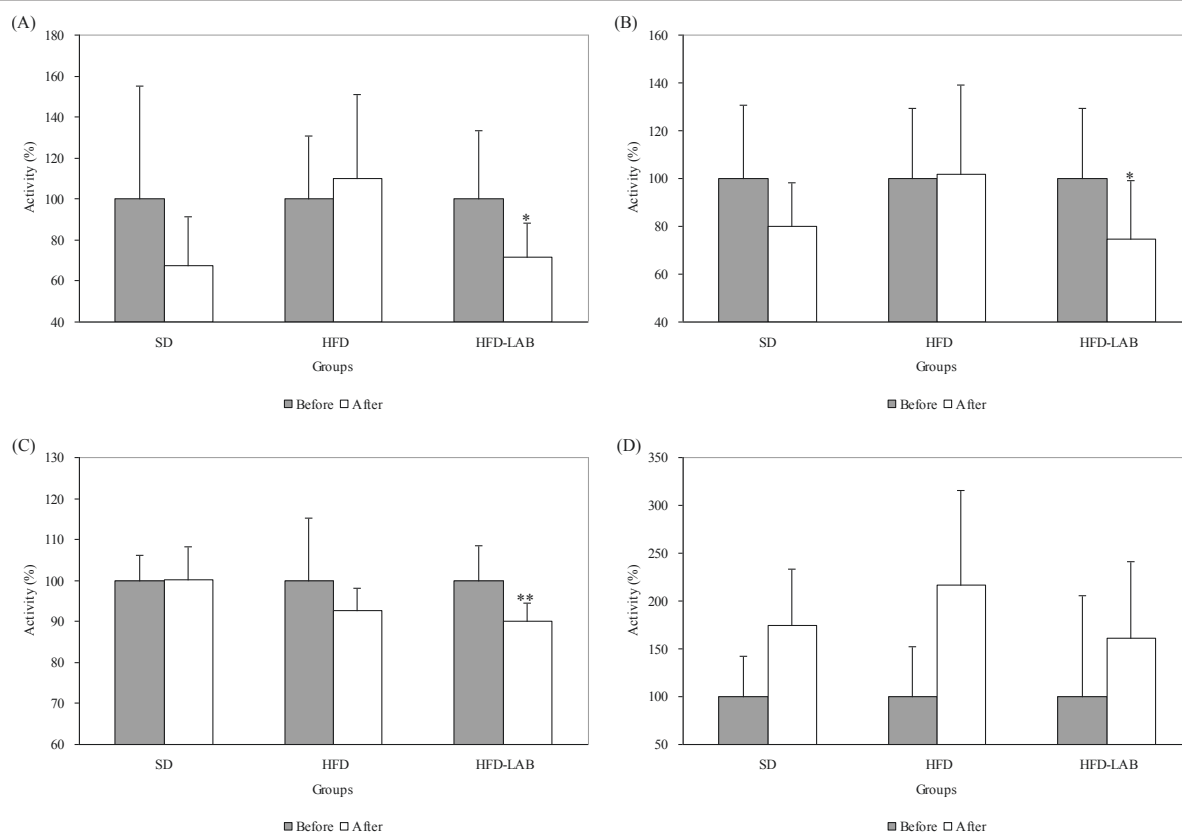 (A)
180
160
140
120
100
80
60
40
Activity (%)
*
SD HFD HFD-LAB
Groups
Before After
(B)
160
140
120
100
80
60
40
Activity (%)
*
SD HFD HFD-LAB
Groups
Before After
(C)
130
120
110
100
90
80
70
60
Activity (%)
**
SD HFD HFD-LAB
Groups
Before After
(D)
350
300
250
200
150
100
50
Activity (%)
SD HFD HFD-LAB
Groups
Before After